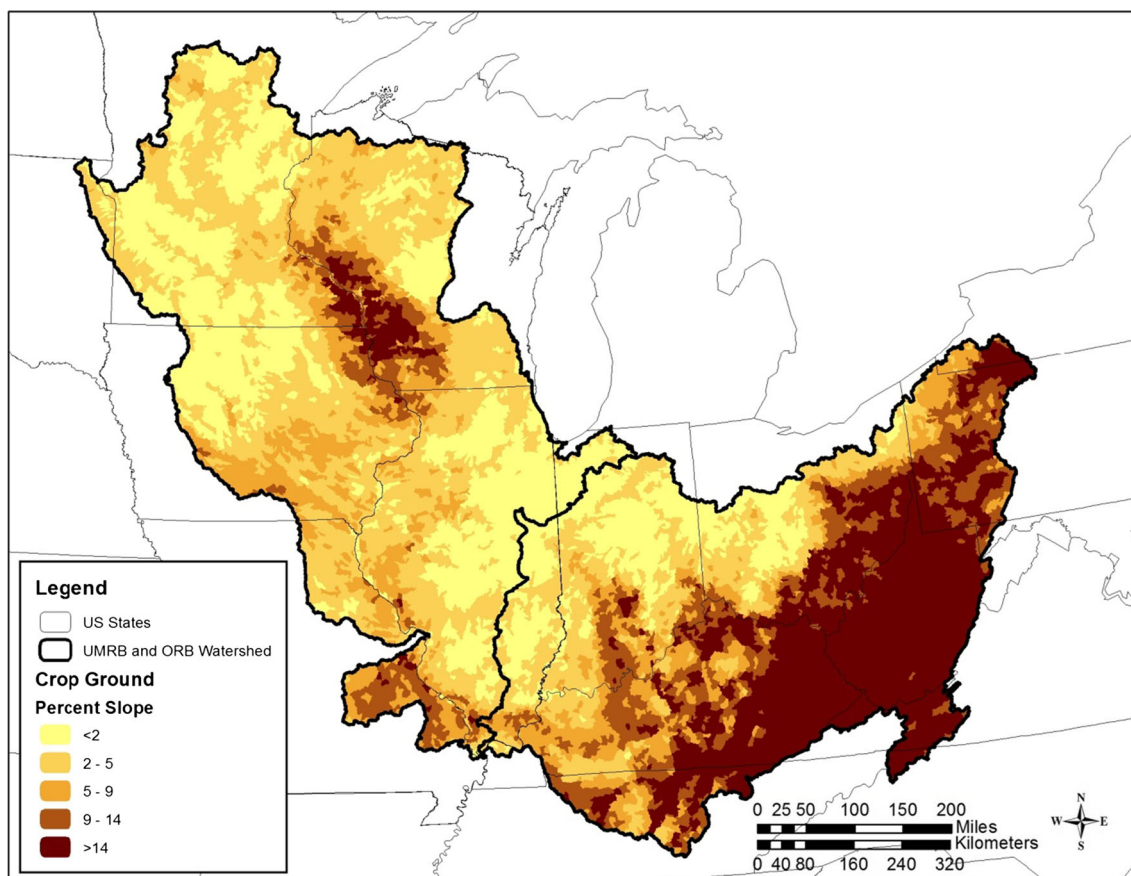 Legend
US States
UMRB and ORB Watershed
Crop Ground
Percent Slope
<2
2 - 5
5 - 9
9 - 14
>14
0 25 50 100 150 200
Miles
Kilometers
0 40 80 160 240 320
N
W E
S